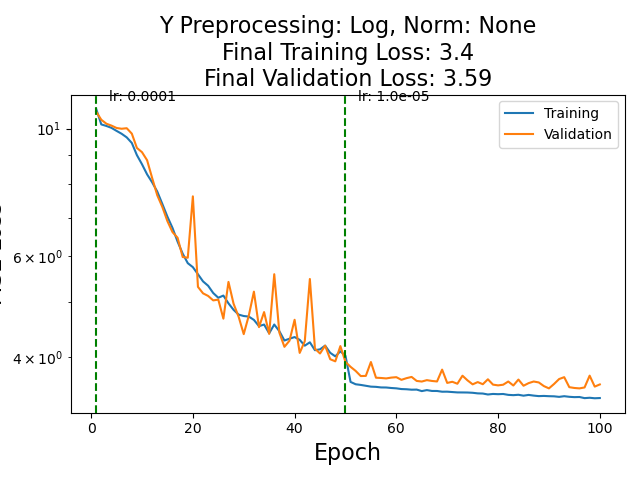 Y Preprocessing: Log, Norm: None
Final Training Loss: 3.4
Final Validation Loss: 3.59
lr: 0.0001
lr: 1.0e-05
Training
Validation
10¹
6 × 10⁰
4 × 10⁰
0
20
40
60
80
100
Epoch